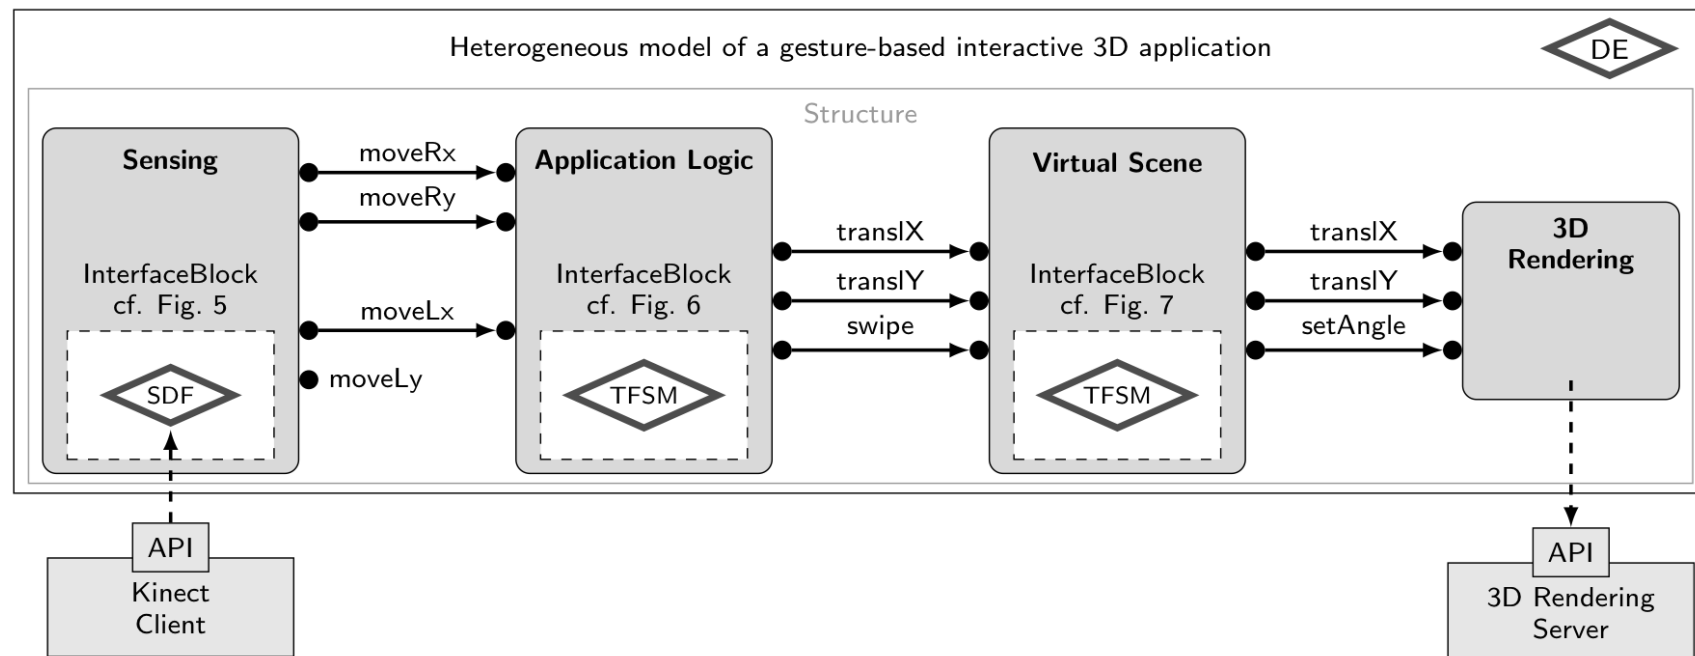 Heterogeneous model of a gesture-based interactive 3D application
DE
Structure
Sensing
InterfaceBlock
cf. Fig. 5
SDF
moveRx
moveRy
moveLx
moveLy
Application Logic
InterfaceBlock
cf. Fig. 6
TFSM
translX
translY
swipe
Virtual Scene
InterfaceBlock
cf. Fig. 7
TFSM
translX
translY
setAngle
3D
Rendering
API
Kinect
Client
API
3D Rendering
Server